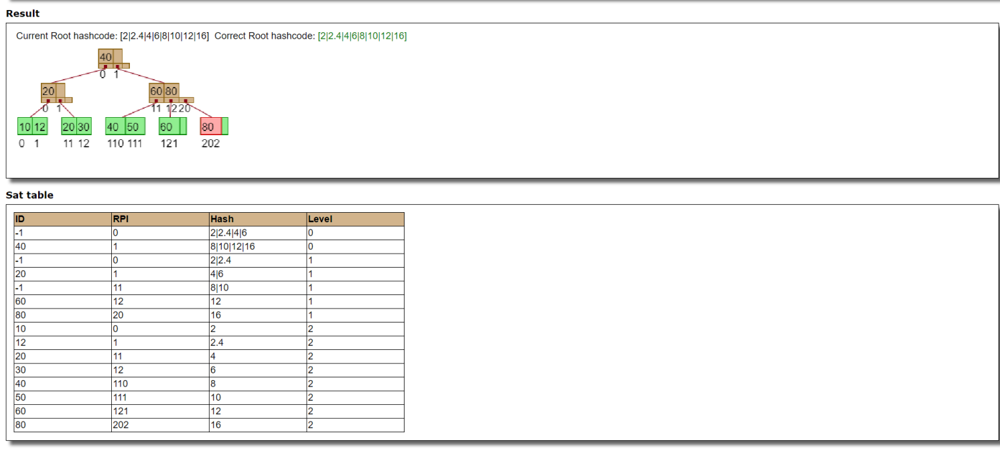 Result
Current Root hashcode: [2|2.4|4|6|8|10|12|16] Correct Root hashcode: [2|2.4|4|6|8|10|12|16]
40
0 1
20 60 80
0 1 11 12 20
10 12 20 30 40 50 60 80
0 1 11 12 110 111 121 202
Sat table
ID RPI Hash Level
-1 0 2|2.4|4|6 0
40 1 8|10|12|16 0
-1 0 2|2.4 1
20 1 4|6 1
-1 11 8|10 1
60 12 12 1
80 20 16 1
10 0 2 2
12 1 2.4 2
20 11 4 2
30 12 6 2
40 110 8 2
50 111 10 2
60 121 12 2
80 202 16 2